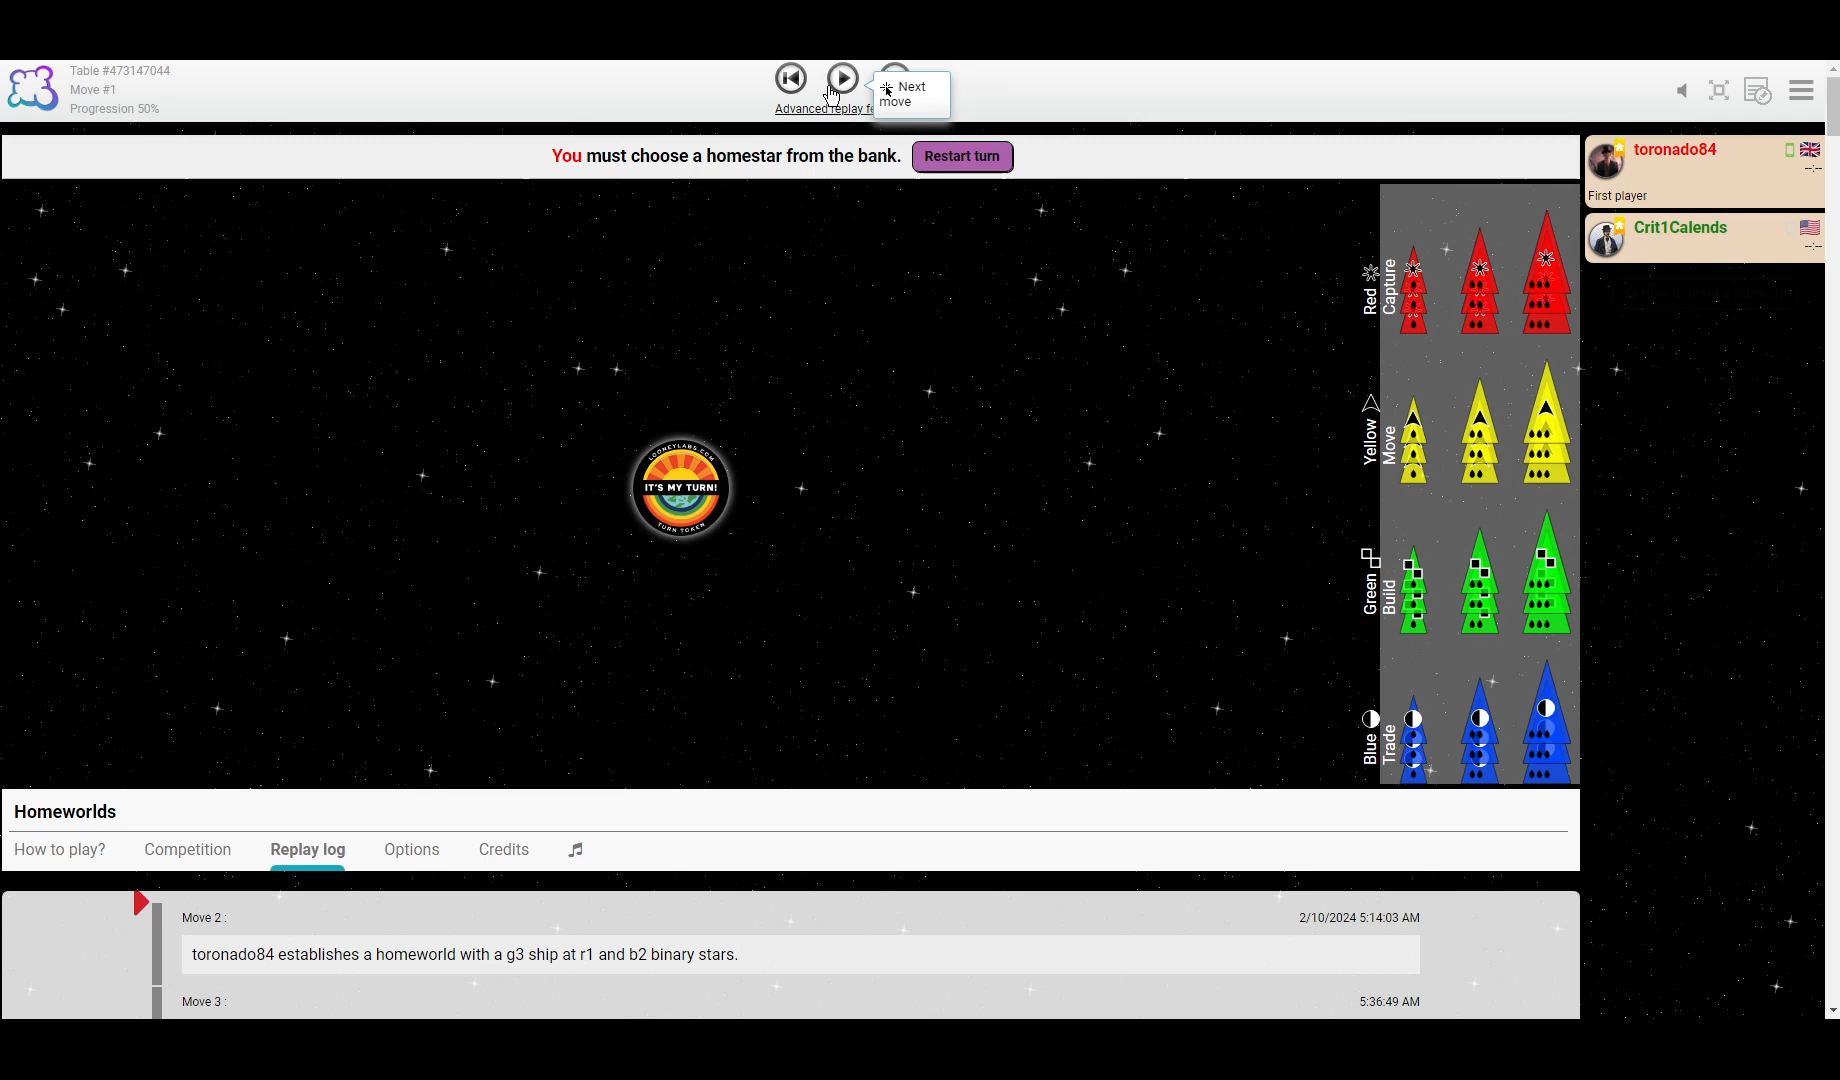 Table #473147044
Move #1
Progression 50%
Next
move
Advanced replay fe
You must choose a homestar from the bank.
Restart turn
toronado84
--:--
First player
Crit1Calends
--:--
Red
Capture
Yellow
Move
Green
Build
Blue
Trade
LOONEYLABS.COM
IT'S MY TURN!
TURN TOKEN
Homeworlds
How to play?
Competition
Replay log
Options
Credits
Move 2 :
2/10/2024 5:14:03 AM
toronado84 establishes a homeworld with a g3 ship at r1 and b2 binary stars.
Move 3 :
5:36:49 AM